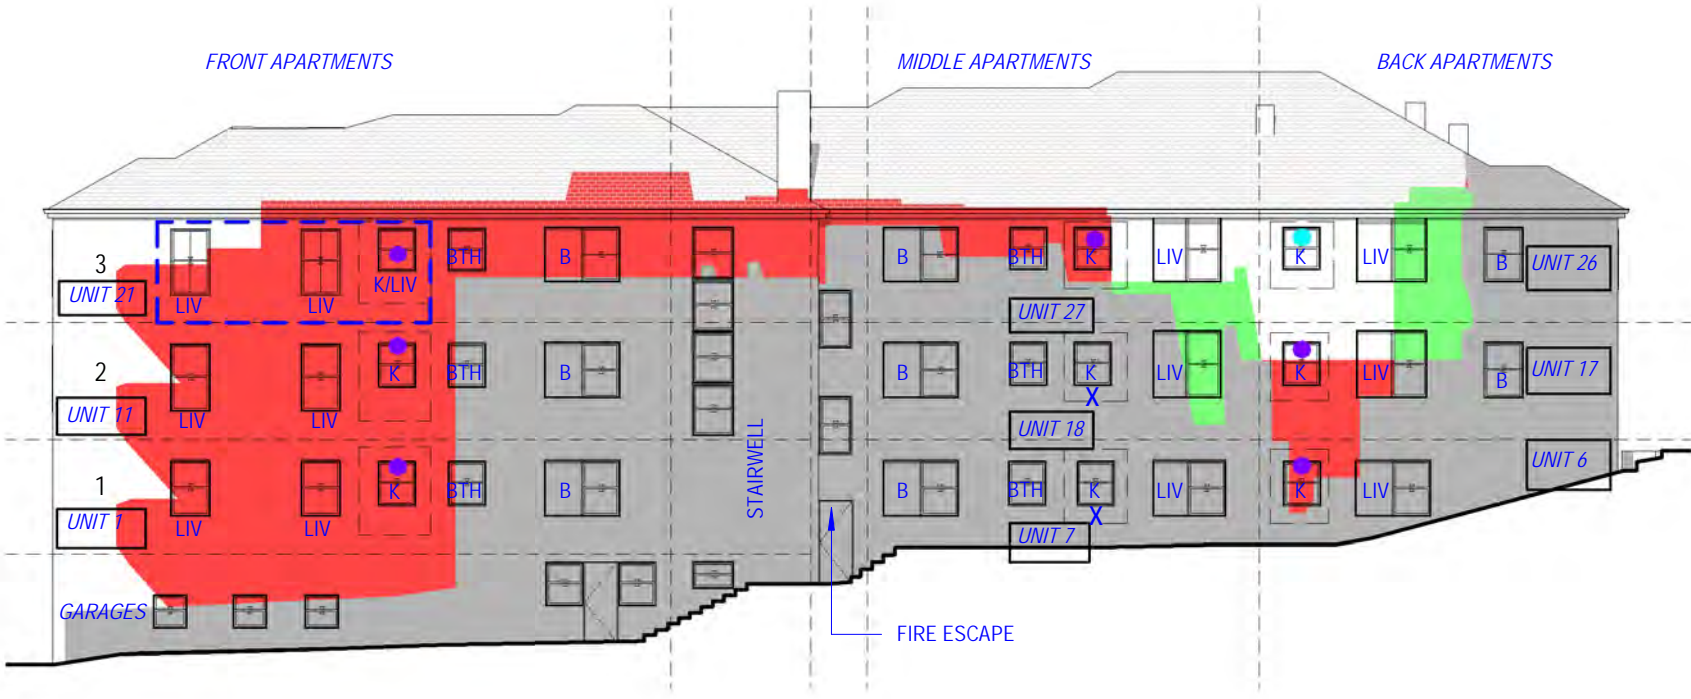 FRONT APARTMENTS
MIDDLE APARTMENTS
BACK APARTMENTS
3
UNIT 21
LIV
LIV
K/LIV
BTH
B
B
BTH
K
LIV
K
LIV
B
UNIT 26
UNIT 27
2
UNIT 11
LIV
LIV
K
BTH
B
B
BTH
K
X
LIV
K
LIV
B
UNIT 17
UNIT 18
1
UNIT 1
LIV
LIV
K
BTH
B
STAIRWELL
B
BTH
K
X
LIV
K
LIV
UNIT 6
UNIT 7
GARAGES
FIRE ESCAPE